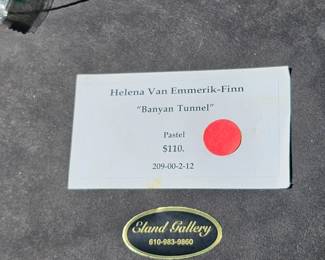 Helena Van Emmerik-Finn
"Banyan Tunnel"
Pastel
$110.
209-00-2-12
Eland Gallery
610-983-9860